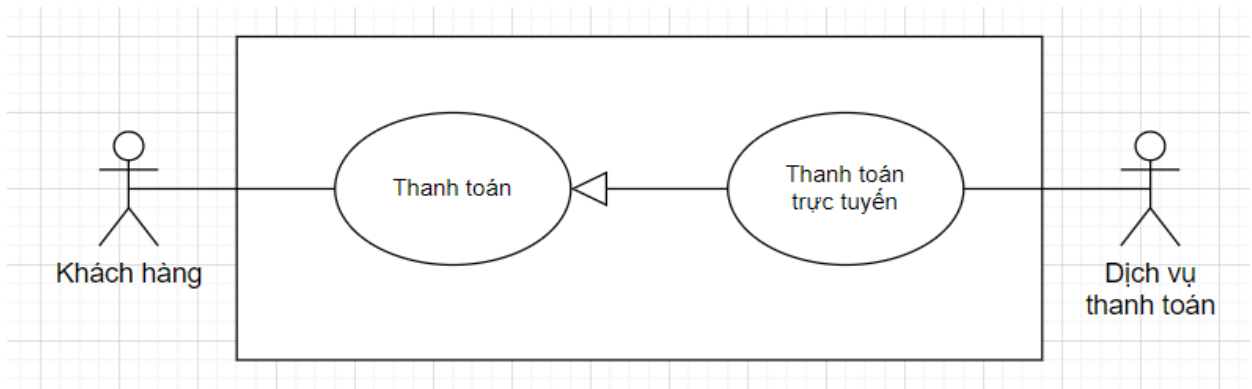 Thanh toán
Thanh toán
trực tuyến
Khách hàng
Dịch vụ
thanh toán